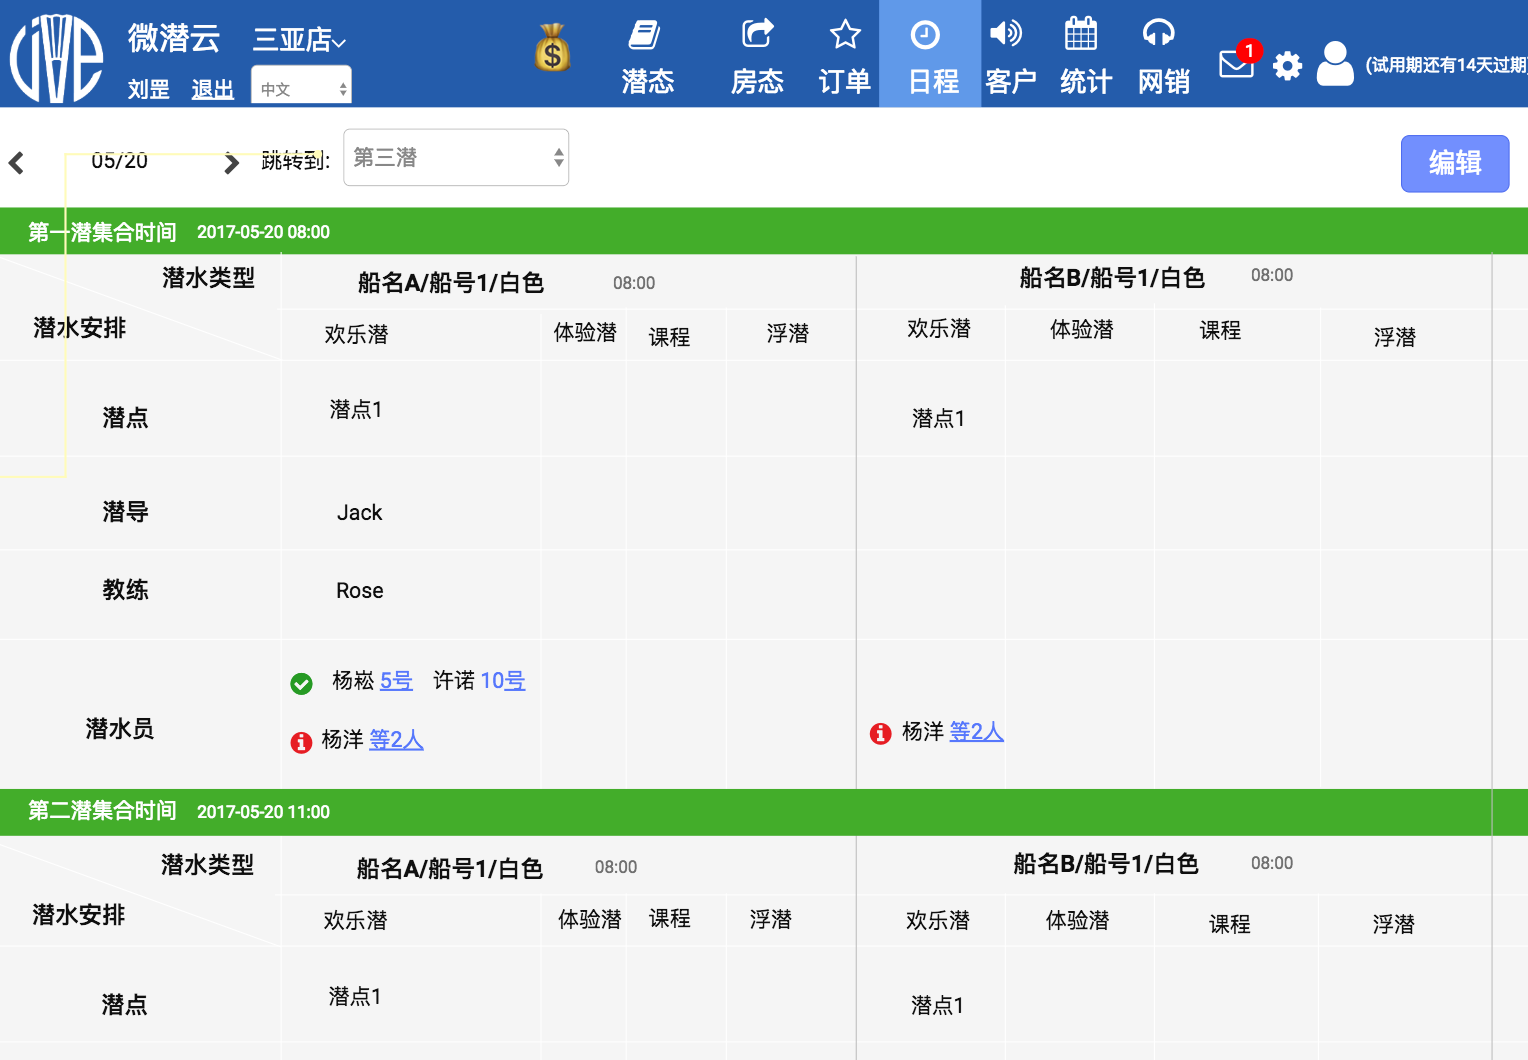 微潜云 三亚店
刘罡 退出 中文
潜态 房态 订单 日程 客户 统计 网销 1 (试用期还有14天过期)
05/20 跳转到: 第三潜 编辑
第一潜集合时间 2017-05-20 08:00
潜水类型 船名A/船号1/白色 08:00 船名B/船号1/白色 08:00
潜水安排 欢乐潜 体验潜 课程 浮潜 欢乐潜 体验潜 课程 浮潜
潜点 潜点1 潜点1
潜导 Jack
教练 Rose
杨崧 5号 许诺 10号
潜水员 杨洋 等2人 杨洋 等2人
第二潜集合时间 2017-05-20 11:00
潜水类型 船名A/船号1/白色 08:00 船名B/船号1/白色 08:00
潜水安排 欢乐潜 体验潜 课程 浮潜 欢乐潜 体验潜 课程 浮潜
潜点 潜点1 潜点1